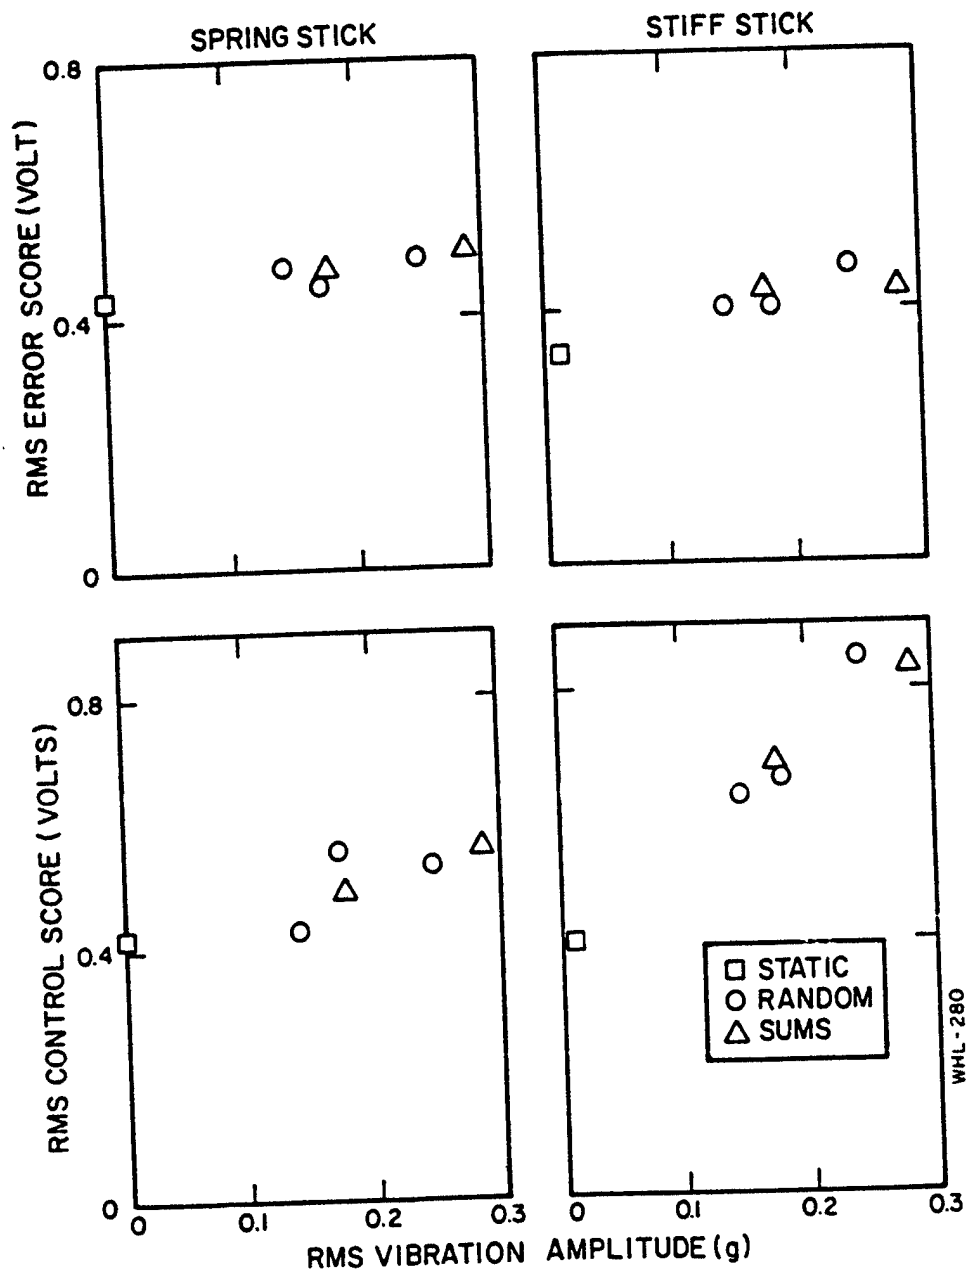 SPRING STICK
STIFF STICK
0.8
RMS ERROR SCORE (VOLT)
0.4
0
0.8
RMS CONTROL SCORE (VOLTS)
0.4
□ STATIC
○ RANDOM
△ SUMS
WHL-280
0
0 0.1 0.2 0.3
0 0.1 0.2 0.3
RMS VIBRATION AMPLITUDE (g)